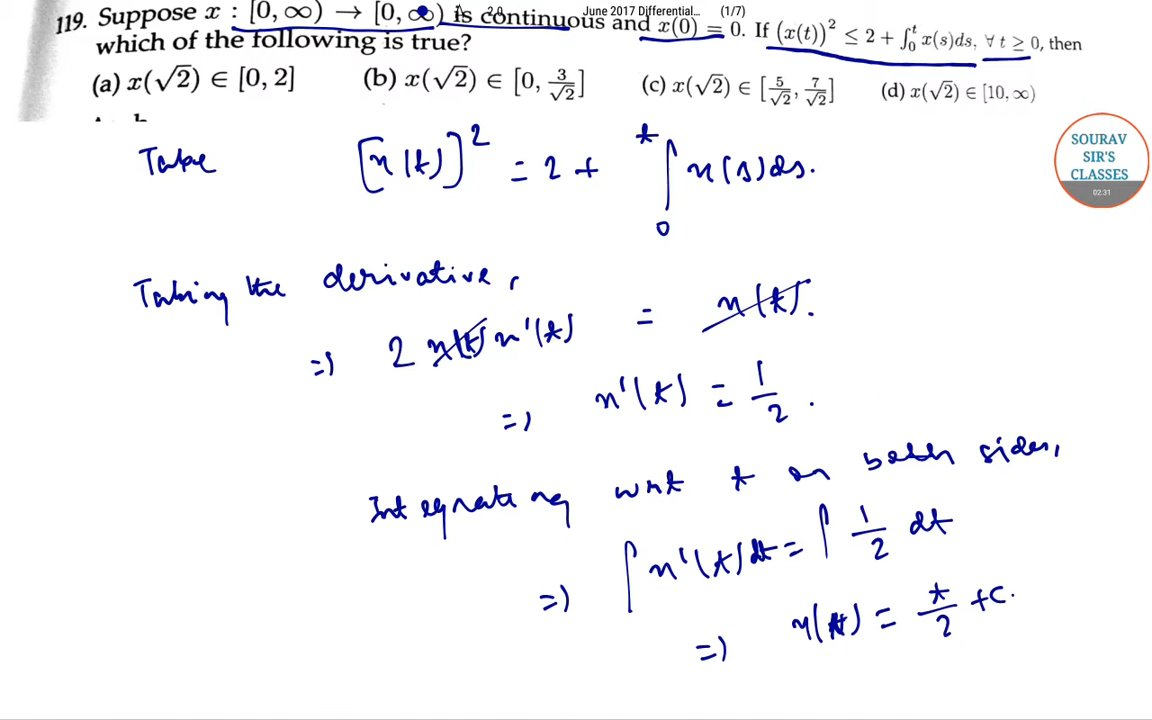 June 2017 Differential... (1/7)
119. Suppose x : [0, ∞) → [0, ∞) is continuous and x(0) = 0. If (x(t))² ≤ 2 + ∫₀ᵗ x(s)ds, ∀ t ≥ 0, then
which of the following is true?
(a) x(√2) ∈ [0, 2] (b) x(√2) ∈ [0, 3/√2] (c) x(√2) ∈ [5/√2, 7/√2] (d) x(√2) ∈ [10, ∞)
SOURAV
SIR'S
CLASSES
02:31
Take [x(t)]² = 2 + ∫₀ᵗ x(s)ds.
Taking the derivative,
⇒ 2 x(t) x'(t) = x(t).
⇒ x'(t) = 1/2.
Integrating wrt t on both sides,
⇒ ∫ x'(t)dt = ∫ 1/2 dt
⇒ x(t) = t/2 + c.